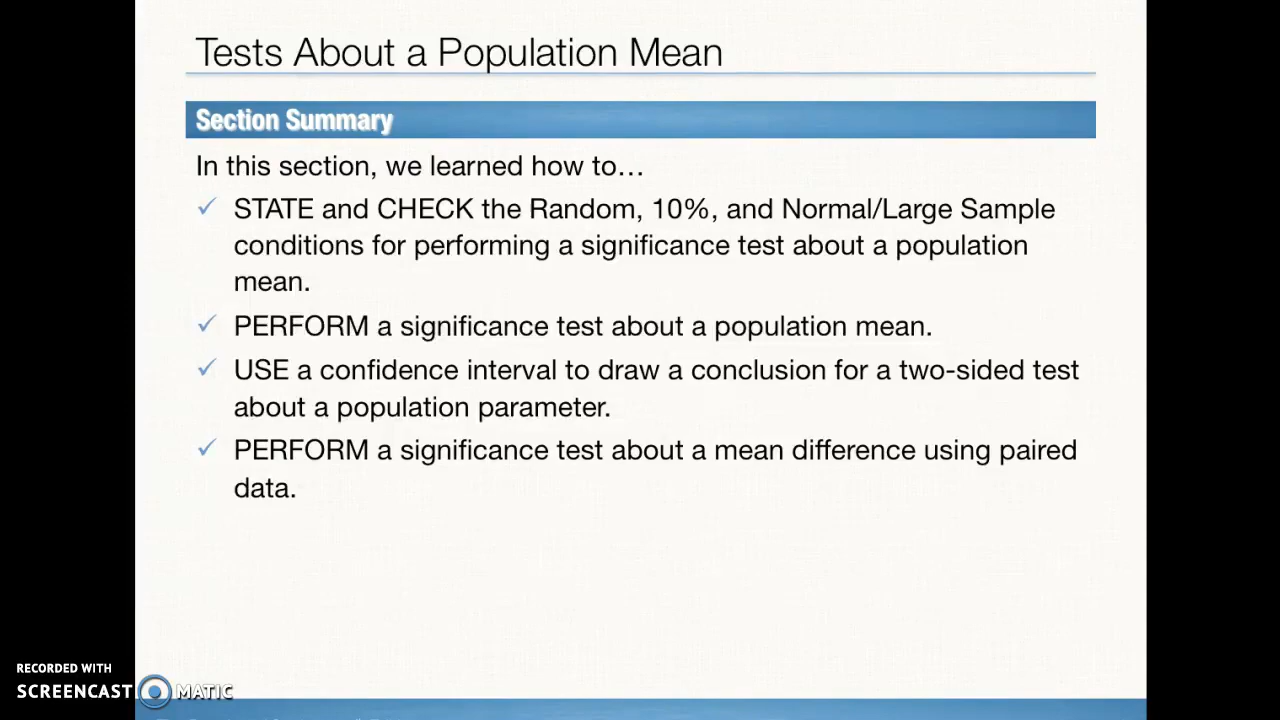 Tests About a Population Mean
Section Summary
In this section, we learned how to…
✓ STATE and CHECK the Random, 10%, and Normal/Large Sample
conditions for performing a significance test about a population
mean.
✓ PERFORM a significance test about a population mean.
✓ USE a confidence interval to draw a conclusion for a two-sided test
about a population parameter.
✓ PERFORM a significance test about a mean difference using paired
data.
RECORDED WITH
SCREENCAST MATIC